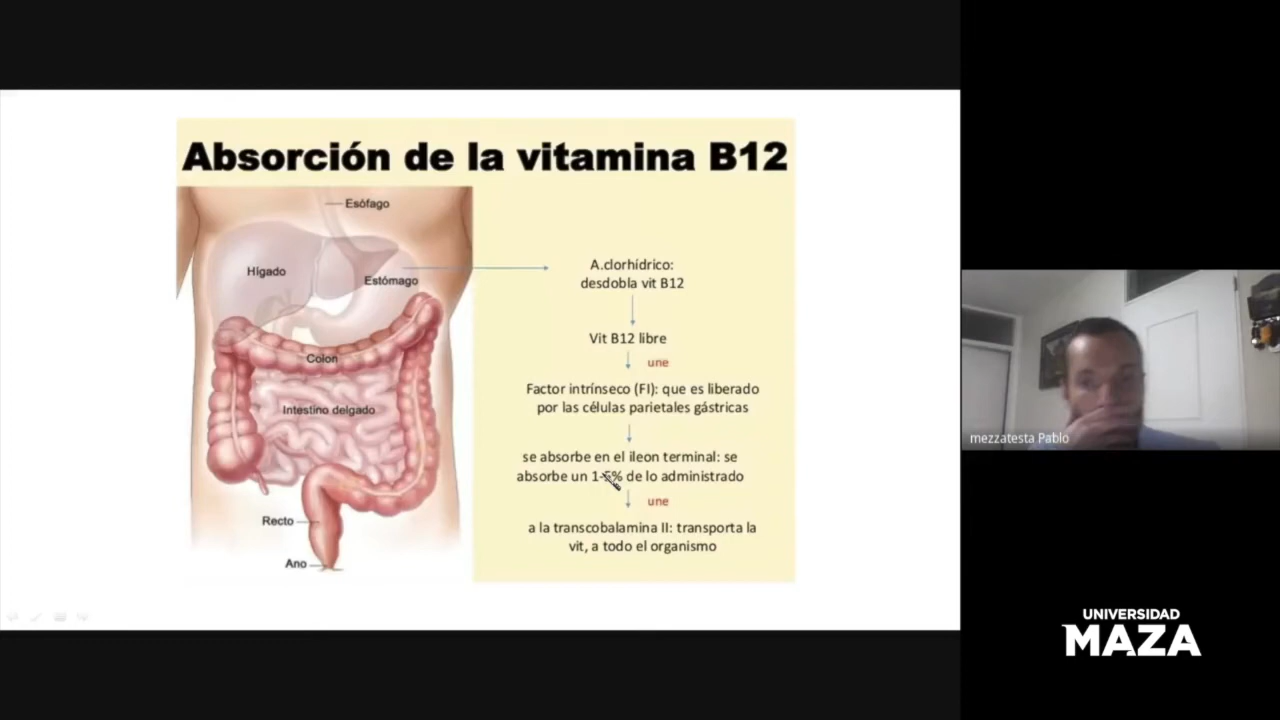 Absorción de la vitamina B12
Esófago
Hígado
Estómago
Colon
Intestino delgado
Recto
Ano
A.clorhídrico:
desdobla vit B12
Vit B12 libre
une
Factor intrínseco (FI): que es liberado
por las células parietales gástricas
se absorbe en el ileon terminal: se
absorbe un 1-5% de lo administrado
une
a la transcobalamina II: transporta la
vit, a todo el organismo
mezzatesta Pablo
UNIVERSIDAD
MAZA